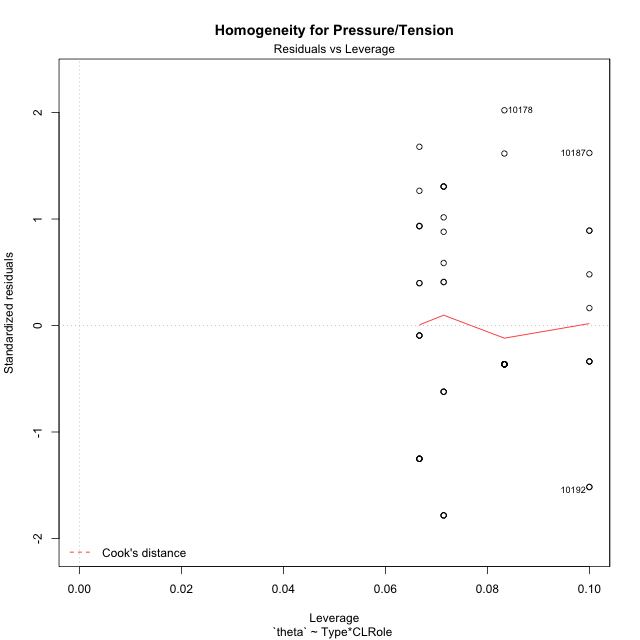 Homogeneity for Pressure/Tension
Residuals vs Leverage
Standardized residuals
2
1
0
-1
-2
10178
10187
10192
Cook's distance
0.00 0.02 0.04 0.06 0.08 0.10
Leverage
`theta` ~ Type*CLRole